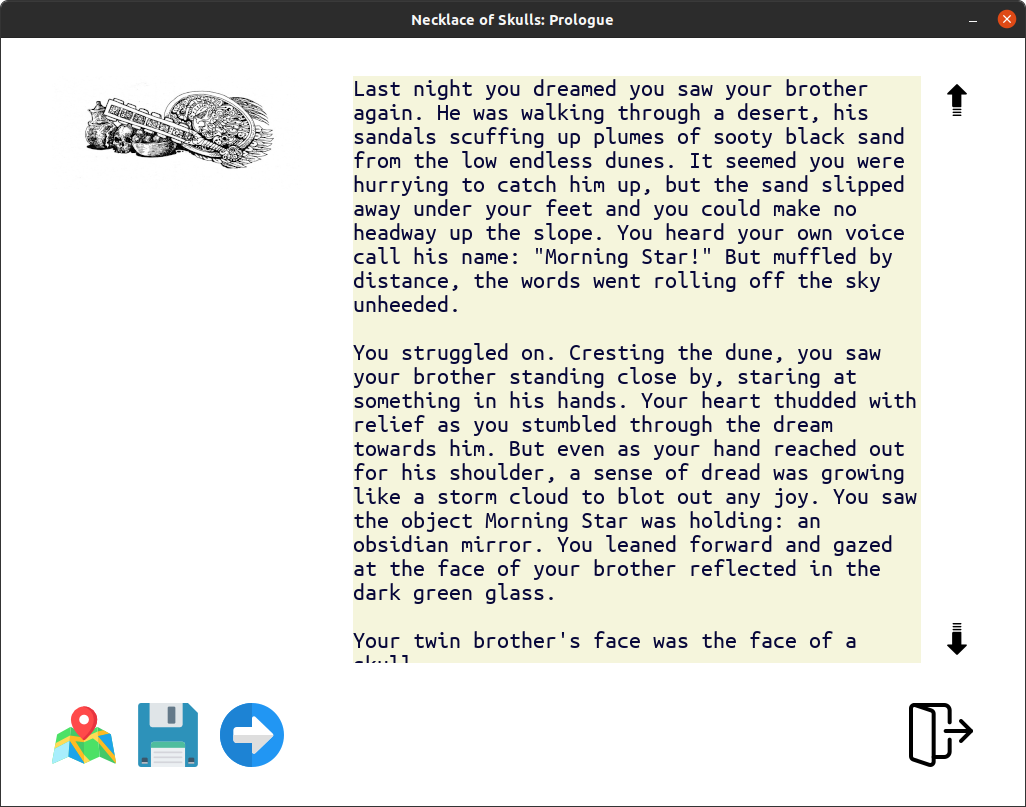 Necklace of Skulls: Prologue
Last night you dreamed you saw your brother
again. He was walking through a desert, his
sandals scuffing up plumes of sooty black sand
from the low endless dunes. It seemed you were
hurrying to catch him up, but the sand slipped
away under your feet and you could make no
headway up the slope. You heard your own voice
call his name: "Morning Star!" But muffled by
distance, the words went rolling off the sky
unheeded.
You struggled on. Cresting the dune, you saw
your brother standing close by, staring at
something in his hands. Your heart thudded with
relief as you stumbled through the dream
towards him. But even as your hand reached out
for his shoulder, a sense of dread was growing
like a storm cloud to blot out any joy. You saw
the object Morning Star was holding: an
obsidian mirror. You leaned forward and gazed
at the face of your brother reflected in the
dark green glass.
Your twin brother's face was the face of a
skull